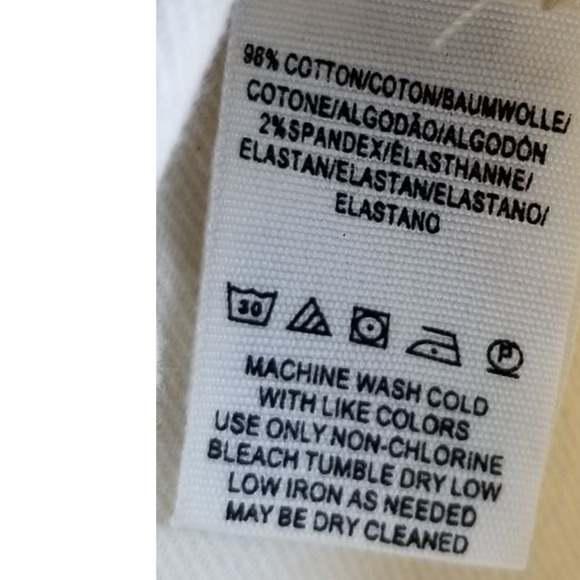 98% COTTON/COTON/BAUMWOLLE/
COTONE/ALGODÃO/ALGODÓN
2%SPANDEX/ÉLASTHANNE/
ELASTAN/ELASTAN/ELASTANO/
ELASTANO
30
P
MACHINE WASH COLD
WITH LIKE COLORS
USE ONLY NON-CHLORINE
BLEACH TUMBLE DRY LOW
LOW IRON AS NEEDED
MAY BE DRY CLEANED